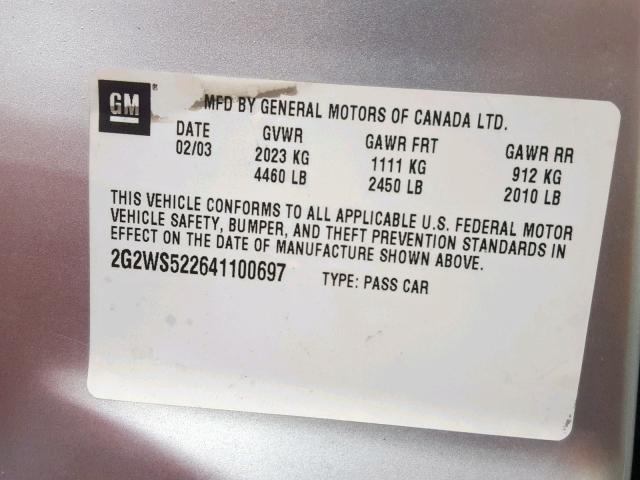 GM ®
MFD BY GENERAL MOTORS OF CANADA LTD.
DATE GVWR GAWR FRT GAWR RR
02/03 2023 KG 1111 KG 912 KG
4460 LB 2450 LB 2010 LB
THIS VEHICLE CONFORMS TO ALL APPLICABLE U.S. FEDERAL MOTOR
VEHICLE SAFETY, BUMPER, AND THEFT PREVENTION STANDARDS IN
EFFECT ON THE DATE OF MANUFACTURE SHOWN ABOVE.
2G2WS522641100697 TYPE: PASS CAR